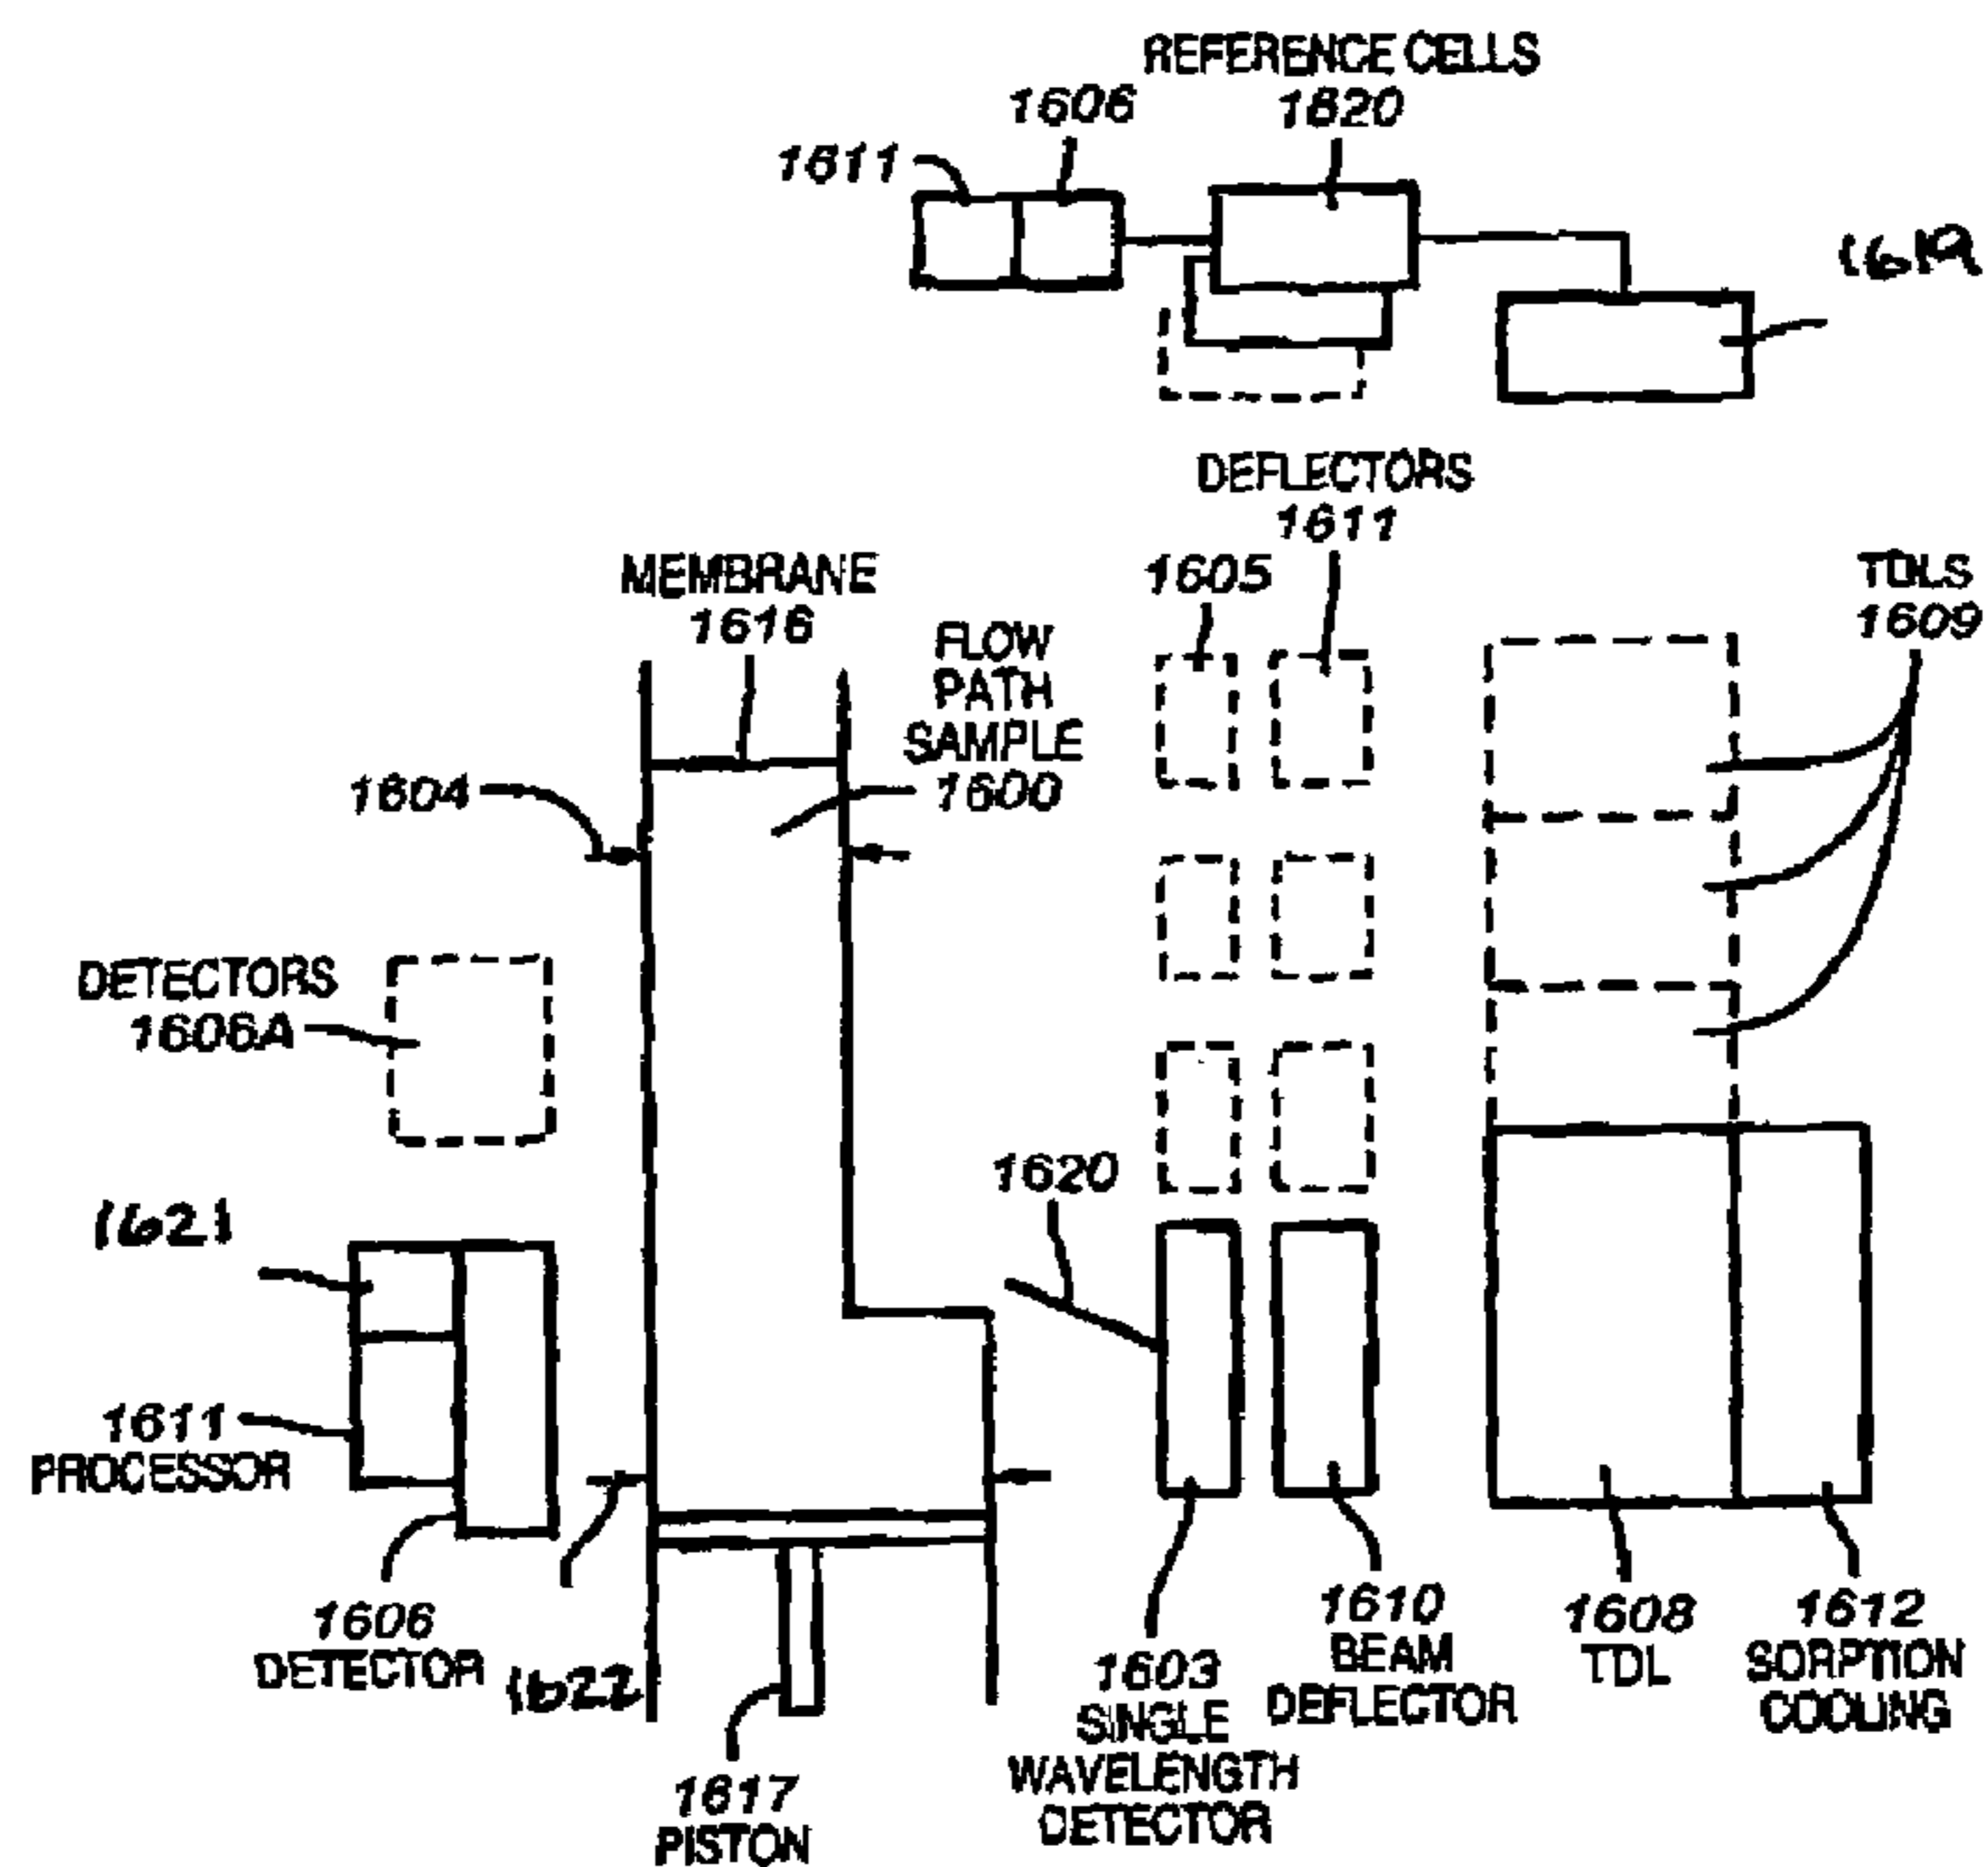 REFERENCE CELLS
1620
1606
1611
1619
DEFLECTORS
1611
1605
TDLS
1609
MEMBRANE
1616
FLOW
PATH
SAMPLE
1600
1604
DETECTORS
1606A
1620
1621
1611
PROCESSOR
1606
DETECTOR
1622
1617
PISTON
1603
SINGLE
WAVELENGTH
DETECTOR
1610
BEAM
DEFLECTOR
1608
TDL
1612
SORPTION
COOLING